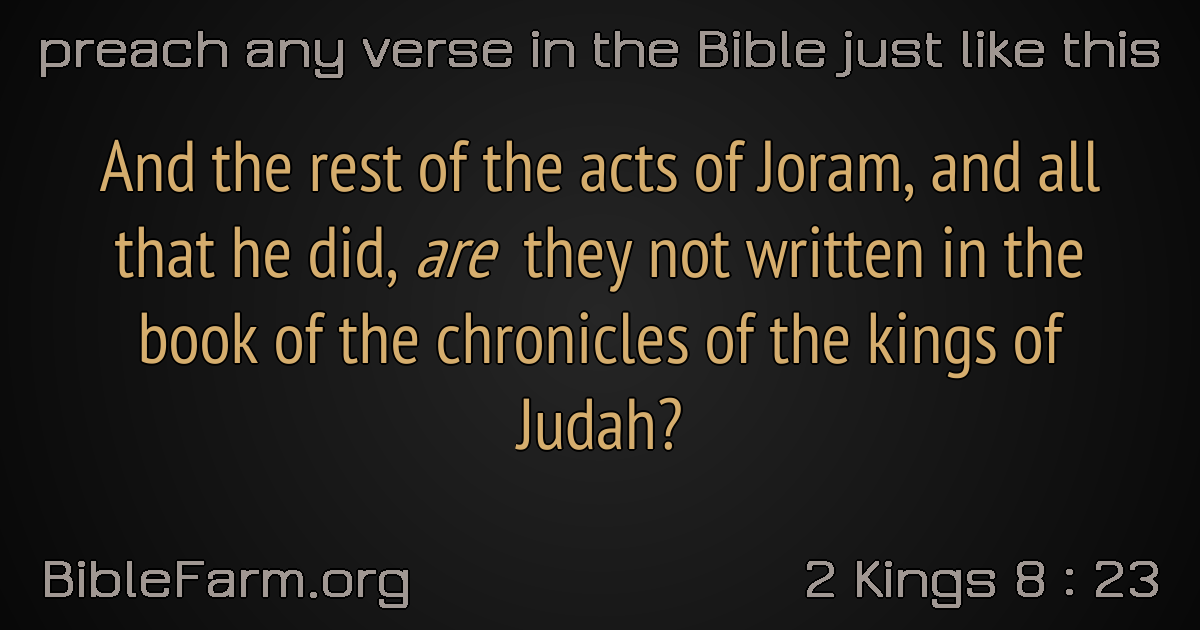 preach any verse in the Bible just like this
And the rest of the acts of Joram, and all
that he did, are they not written in the
book of the chronicles of the kings of
Judah?
BibleFarm.org
2 Kings 8 : 23